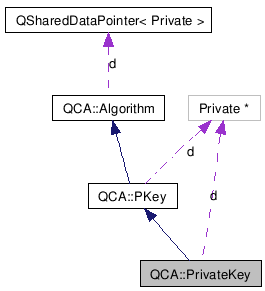 QSharedDataPointer< Private >
d
QCA::Algorithm
Private *
d
QCA::PKey
d
QCA::PrivateKey